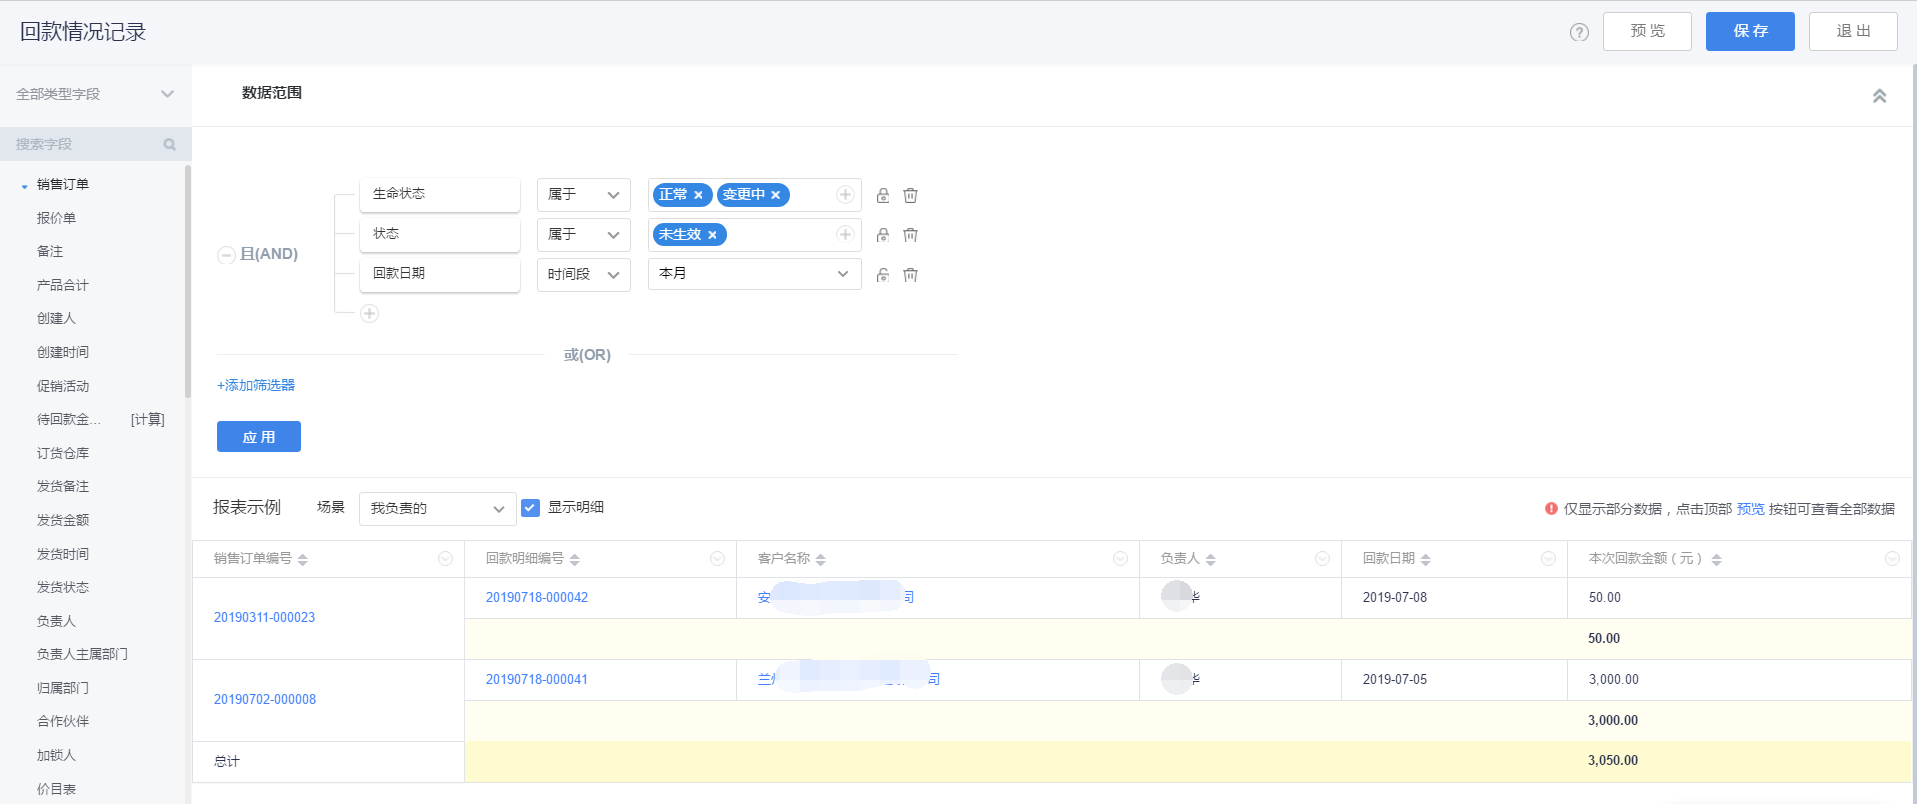 回款情况记录
?
预 览
保 存
退 出
全部类型字段
数据范围
搜索字段
销售订单
报价单
备注
产品合计
创建人
创建时间
促销活动
待回款金... [计算]
订货仓库
发货备注
发货金额
发货时间
发货状态
负责人
负责人主属部门
归属部门
合作伙伴
加锁人
价目表
且(AND)
生命状态 属于 正常 × 变更中 ×
状态 属于 未生效 ×
回款日期 时间段 本月
或(OR)
+添加筛选器
应 用
报表示例 场景 我负责的 显示明细 仅显示部分数据，点击顶部 预览 按钮可查看全部数据
销售订单编号 回款明细编号 客户名称 负责人 回款日期 本次回款金额（元）
20190311-000023 20190718-000042 安 司 华 2019-07-08 50.00
50.00
20190702-000008 20190718-000041 兰 司 华 2019-07-05 3,000.00
3,000.00
总计 3,050.00